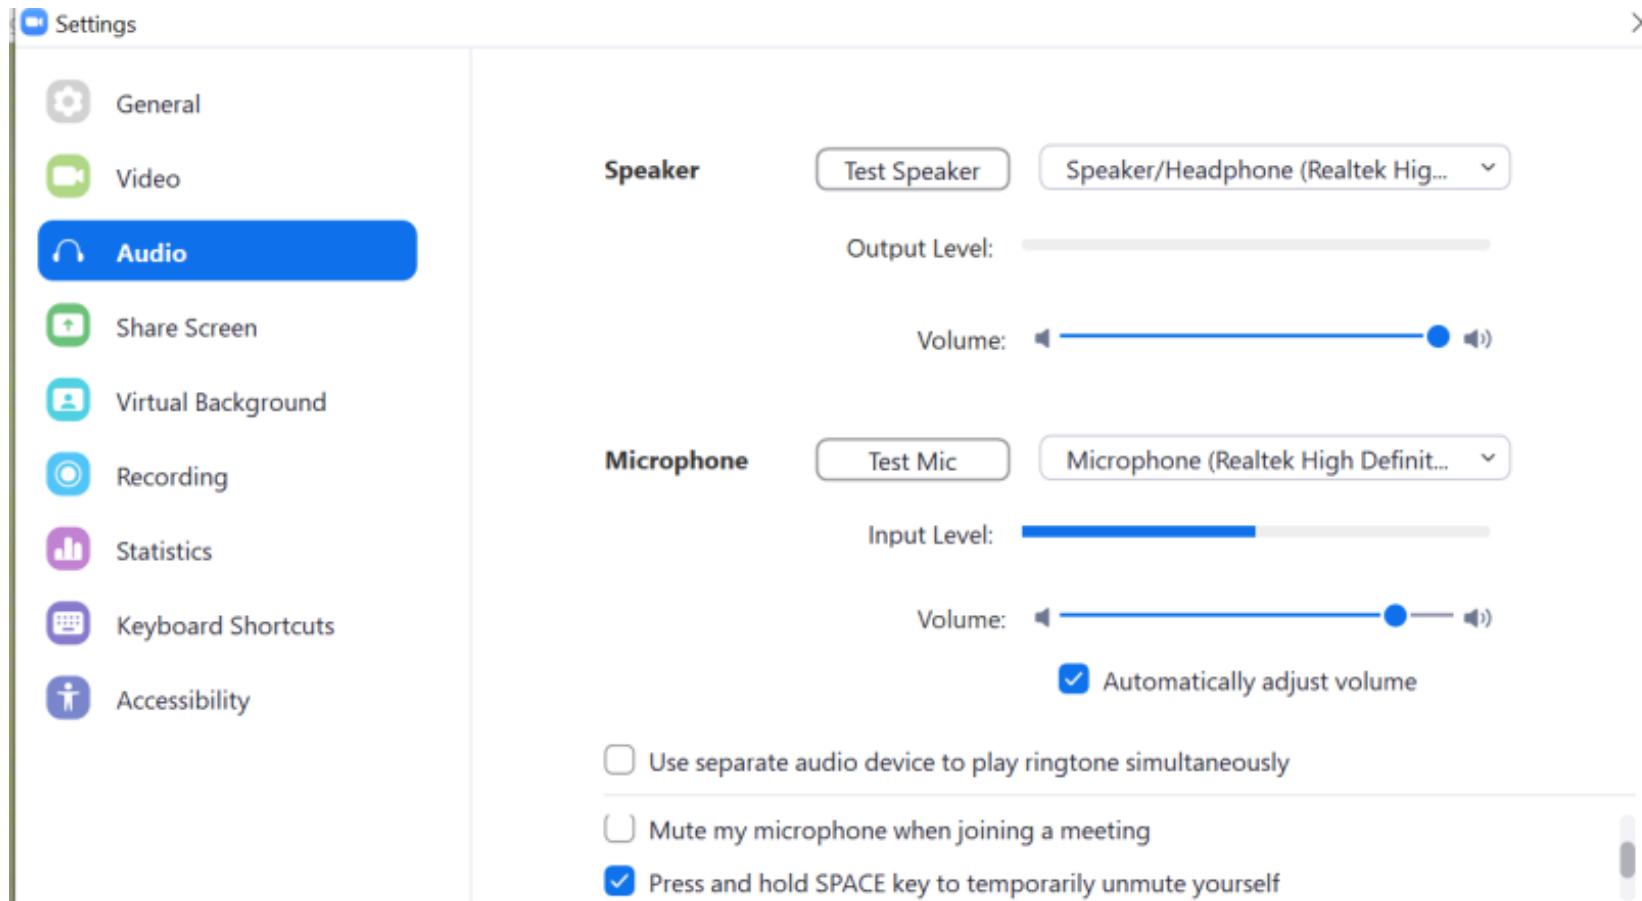 Settings
General
Video
Audio
Share Screen
Virtual Background
Recording
Statistics
Keyboard Shortcuts
Accessibility
Speaker Test Speaker Speaker/Headphone (Realtek Hig...
Output Level:
Volume:
Microphone Test Mic Microphone (Realtek High Definit...
Input Level:
Volume:
Automatically adjust volume
Use separate audio device to play ringtone simultaneously
Mute my microphone when joining a meeting
Press and hold SPACE key to temporarily unmute yourself